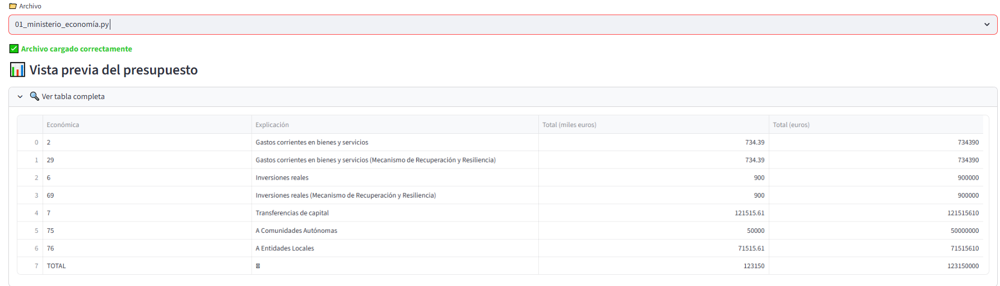 Archivo
01_ministerio_economía.py
Archivo cargado correctamente
Vista previa del presupuesto
Ver tabla completa
Económica Explicación Total (miles euros) Total (euros)
0 2 Gastos corrientes en bienes y servicios 734.39 734390
1 29 Gastos corrientes en bienes y servicios (Mecanismo de Recuperación y Resiliencia) 734.39 734390
2 6 Inversiones reales 900 900000
3 69 Inversiones reales (Mecanismo de Recuperación y Resiliencia) 900 900000
4 7 Transferencias de capital 121515.61 121515610
5 75 A Comunidades Autónomas 50000 50000000
6 76 A Entidades Locales 71515.61 71515610
7 TOTAL 123150 123150000